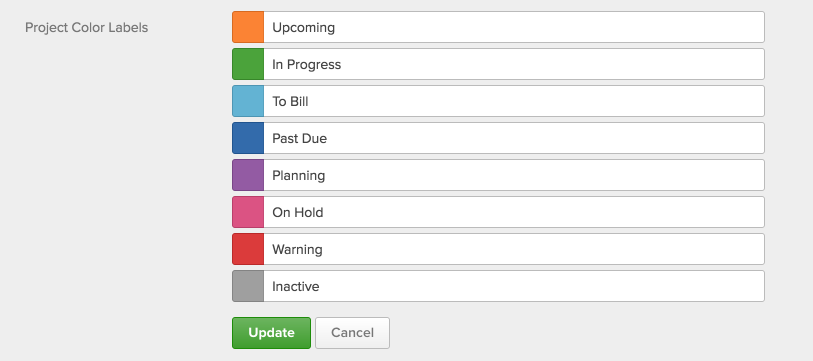 Project Color Labels
Upcoming
In Progress
To Bill
Past Due
Planning
On Hold
Warning
Inactive
Update Cancel